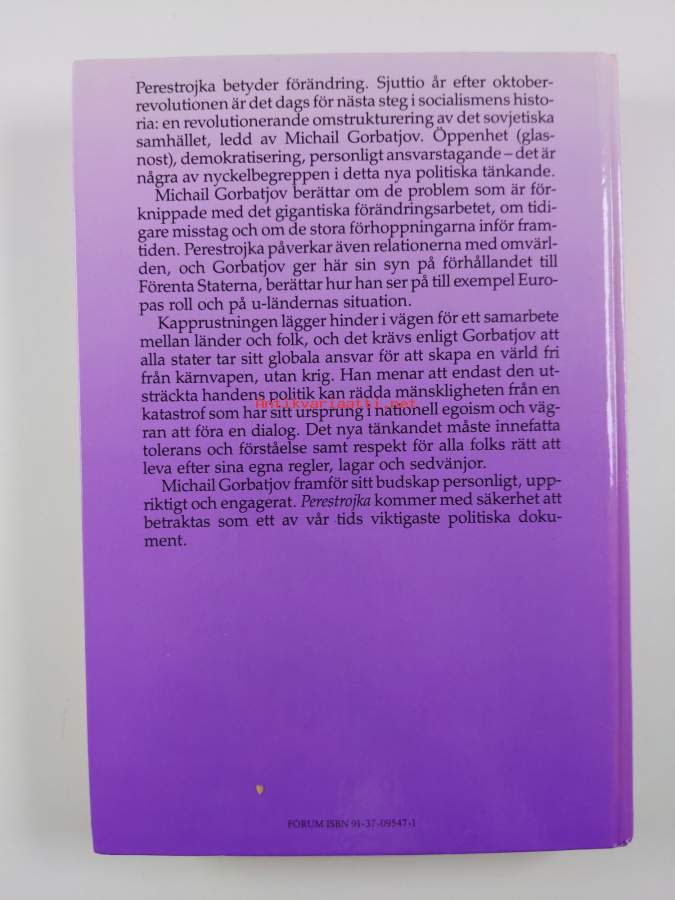 Perestrojka betyder förändring. Sjuttio år efter oktober-
revolutionen är det dags för nästa steg i socialismens histo-
ria: en revolutionerande omstrukturering av det sovjetiska
samhället, ledd av Michail Gorbatjov. Öppenhet (glas-
nost), demokratisering, personligt ansvarstagande – det är
några av nyckelbegreppen i detta nya politiska tänkande.
Michail Gorbatjov berättar om de problem som är för-
knippade med det gigantiska förändringsarbetet, om tidi-
gare misstag och om de stora förhoppningarna inför fram-
tiden. Perestrojka påverkar även relationerna med omvärl-
den, och Gorbatjov ger här sin syn på förhållandet till
Förenta Staterna, berättar hur han ser på till exempel Euro-
pas roll och på u-ländernas situation.
Kapprustningen lägger hinder i vägen för ett samarbete
mellan länder och folk, och det krävs enligt Gorbatjov att
alla stater tar sitt globala ansvar för att skapa en värld fri
från kärnvapen, utan krig. Han menar att endast den ut-
sträckta handens politik kan rädda mänskligheten från en
Antikvariaatti.net
katastrof som har sitt ursprung i nationell egoism och väg-
ran att föra en dialog. Det nya tänkandet måste innefatta
tolerans och förståelse samt respekt för alla folks rätt att
leva efter sina egna regler, lagar och sedvänjor.
Michail Gorbatjov framför sitt budskap personligt, upp-
riktigt och engagerat. Perestrojka kommer med säkerhet att
betraktas som ett av vår tids viktigaste politiska doku-
ment.
FORUM ISBN 91-37-09547-1